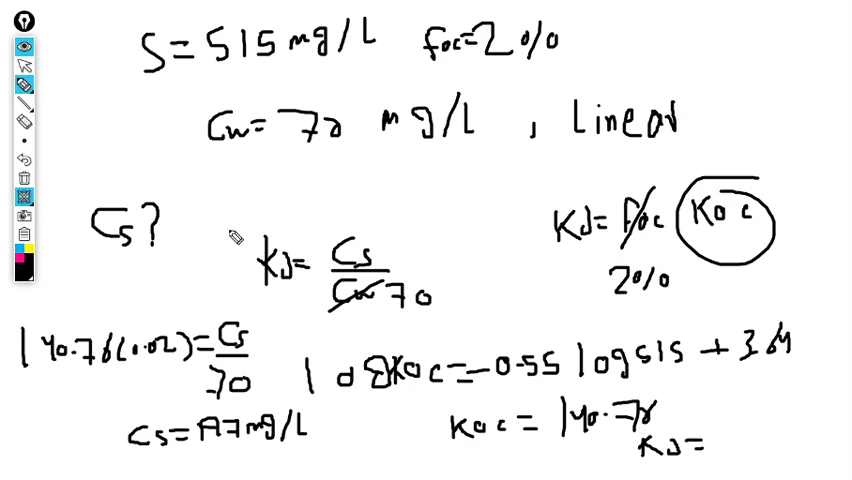 S = 515 mg/L foc=2%
Cw= 70 mg/L , Linear
Cs?
Kd= foc Koc
2%
Kd= Cs/Cw 70
140.78(0.02)= Cs/70
log Koc = -0.55 log 515 + 3.64
Cs= 197 mg/L
Koc = 140.78
Kd=